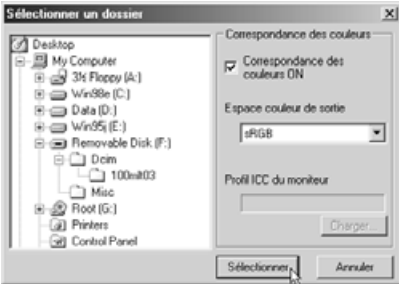 Sélectionner un dossier
Desktop
My Computer
3½ Floppy (A:)
Win98e (C:)
Data (D:)
Win95j (E:)
Removable Disk (F:)
Dcim
100mlt03
Misc
Root (G:)
Printers
Control Panel
Correspondance des couleurs
Correspondance des
couleurs ON
Espace couleur de sortie
sRGB
Profil ICC du moniteur
Charger...
Sélectionner
Annuler